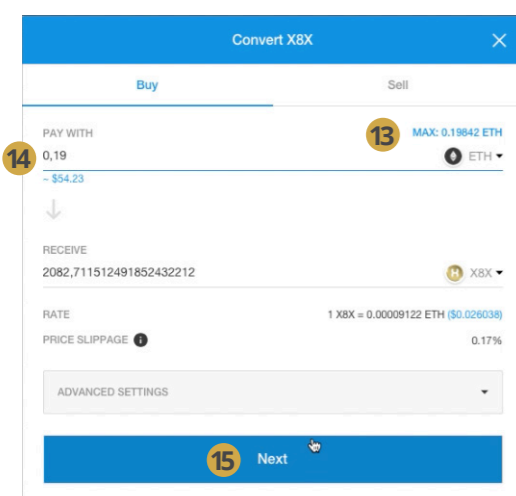 Convert X8X
Buy
Sell
PAY WITH
13
MAX: 0.19842 ETH
14
0,19
ETH
~ $54.23
RECEIVE
2082,711512491852432212
H
X8X
RATE
1 X8X = 0.00009122 ETH ($0.026038)
PRICE SLIPPAGE i
0.17%
ADVANCED SETTINGS
15
Next